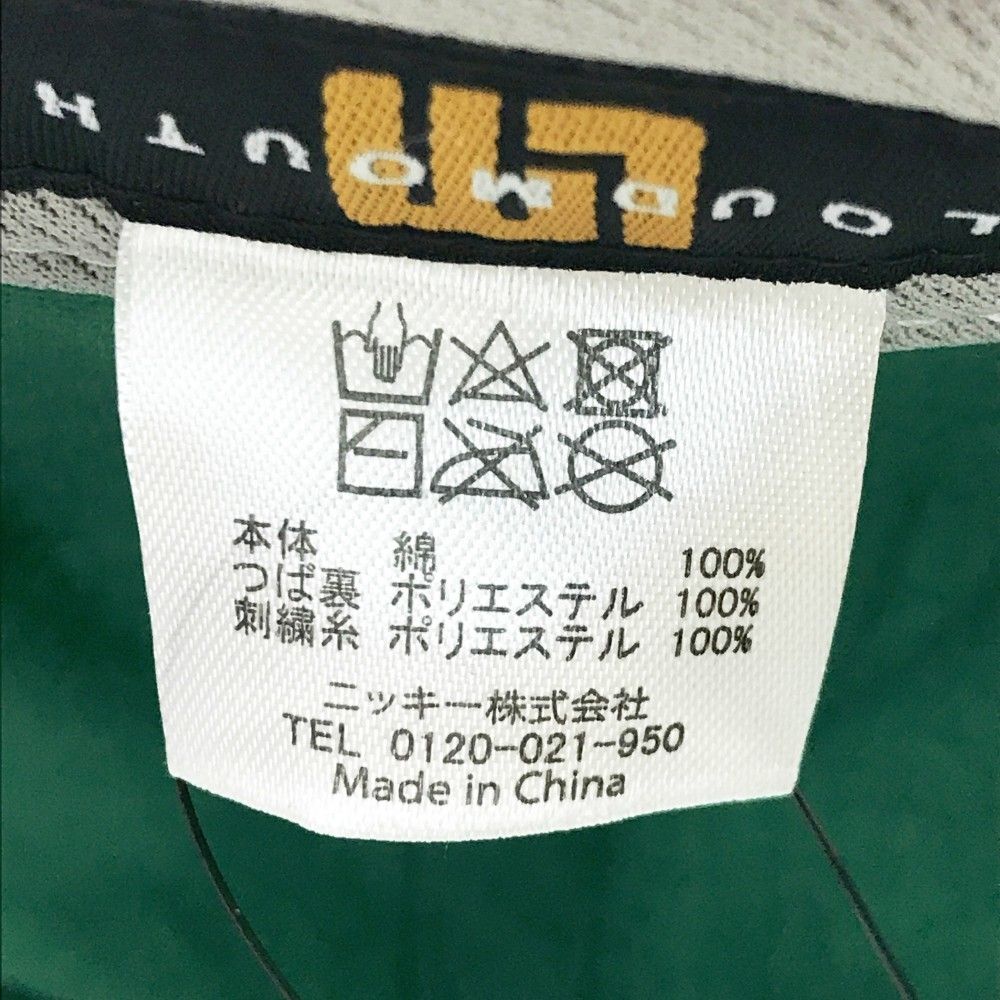 LOUDMOUTH
本体 綿 100%
つば裏 ポリエステル 100%
刺繍糸 ポリエステル 100%
ニッキー株式会社
TEL 0120-021-950
Made in China